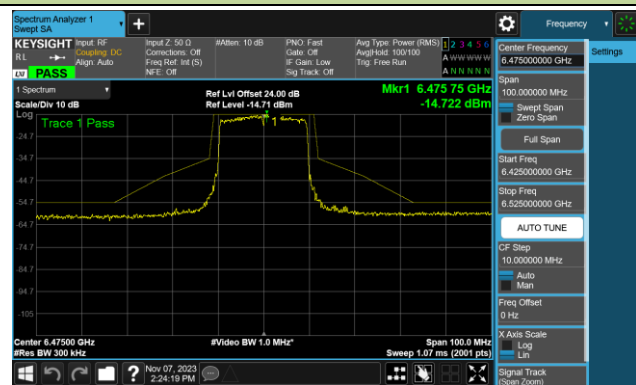 Spectrum Analyzer 1
Swept SA
Frequency
KEYSIGHT
R L
LXI
PASS
Input: RF
Coupling: DC
Align: Auto
Input Z: 50 Ω
Corrections: Off
Freq Ref: Int (S)
NFE: Off
#Atten: 10 dB
PNO: Fast
Gate: Off
IF Gain: Low
Sig Track: Off
Avg Type: Power (RMS)
Avg|Hold: 100/100
Trig: Free Run
1 2 3 4 5 6
A W W W W W
A N N N N N
1 Spectrum
Scale/Div 10 dB
Log
Ref Lvl Offset 24.00 dB
Ref Level -14.71 dBm
Mkr1 6.475 75 GHz
-14.722 dBm
Trace 1 Pass
1
-24.7
-34.7
-44.7
-54.7
-64.7
-74.7
-84.7
-94.7
-105
Center 6.47500 GHz
#Res BW 300 kHz
#Video BW 1.0 MHz*
Span 100.0 MHz
Sweep 1.07 ms (2001 pts)
?
Nov 07, 2023
2:24:19 PM
Center Frequency
6.475000000 GHz
Settings
Span
100.000000 MHz
Swept Span
Zero Span
Full Span
Start Freq
6.425000000 GHz
Stop Freq
6.525000000 GHz
AUTO TUNE
CF Step
10.000000 MHz
Auto
Man
Freq Offset
0 Hz
X Axis Scale
Log
Lin
Signal Track
(Span Zoom)